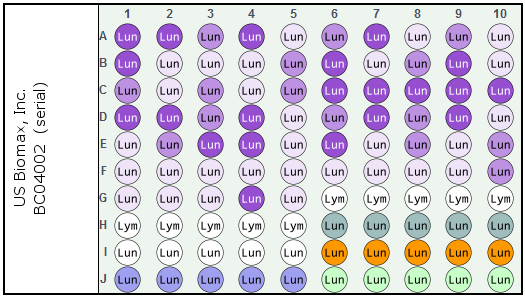 US Biomax, Inc.
BC04002 (serial)
1 2 3 4 5 6 7 8 9 10
A Lun Lun Lun Lun Lun Lun Lun Lun Lun Lun
B Lun Lun Lun Lun Lun Lun Lun Lun Lun Lun
C Lun Lun Lun Lun Lun Lun Lun Lun Lun Lun
D Lun Lun Lun Lun Lun Lun Lun Lun Lun Lun
E Lun Lun Lun Lun Lun Lun Lun Lun Lun Lun
F Lun Lun Lun Lun Lun Lun Lun Lun Lun Lun
G Lun Lun Lun Lun Lun Lym Lym Lym Lym Lym
H Lym Lym Lym Lym Lym Lun Lun Lun Lun Lun
I Lun Lun Lun Lun Lun Lun Lun Lun Lun Lun
J Lun Lun Lun Lun Lun Lun Lun Lun Lun Lun